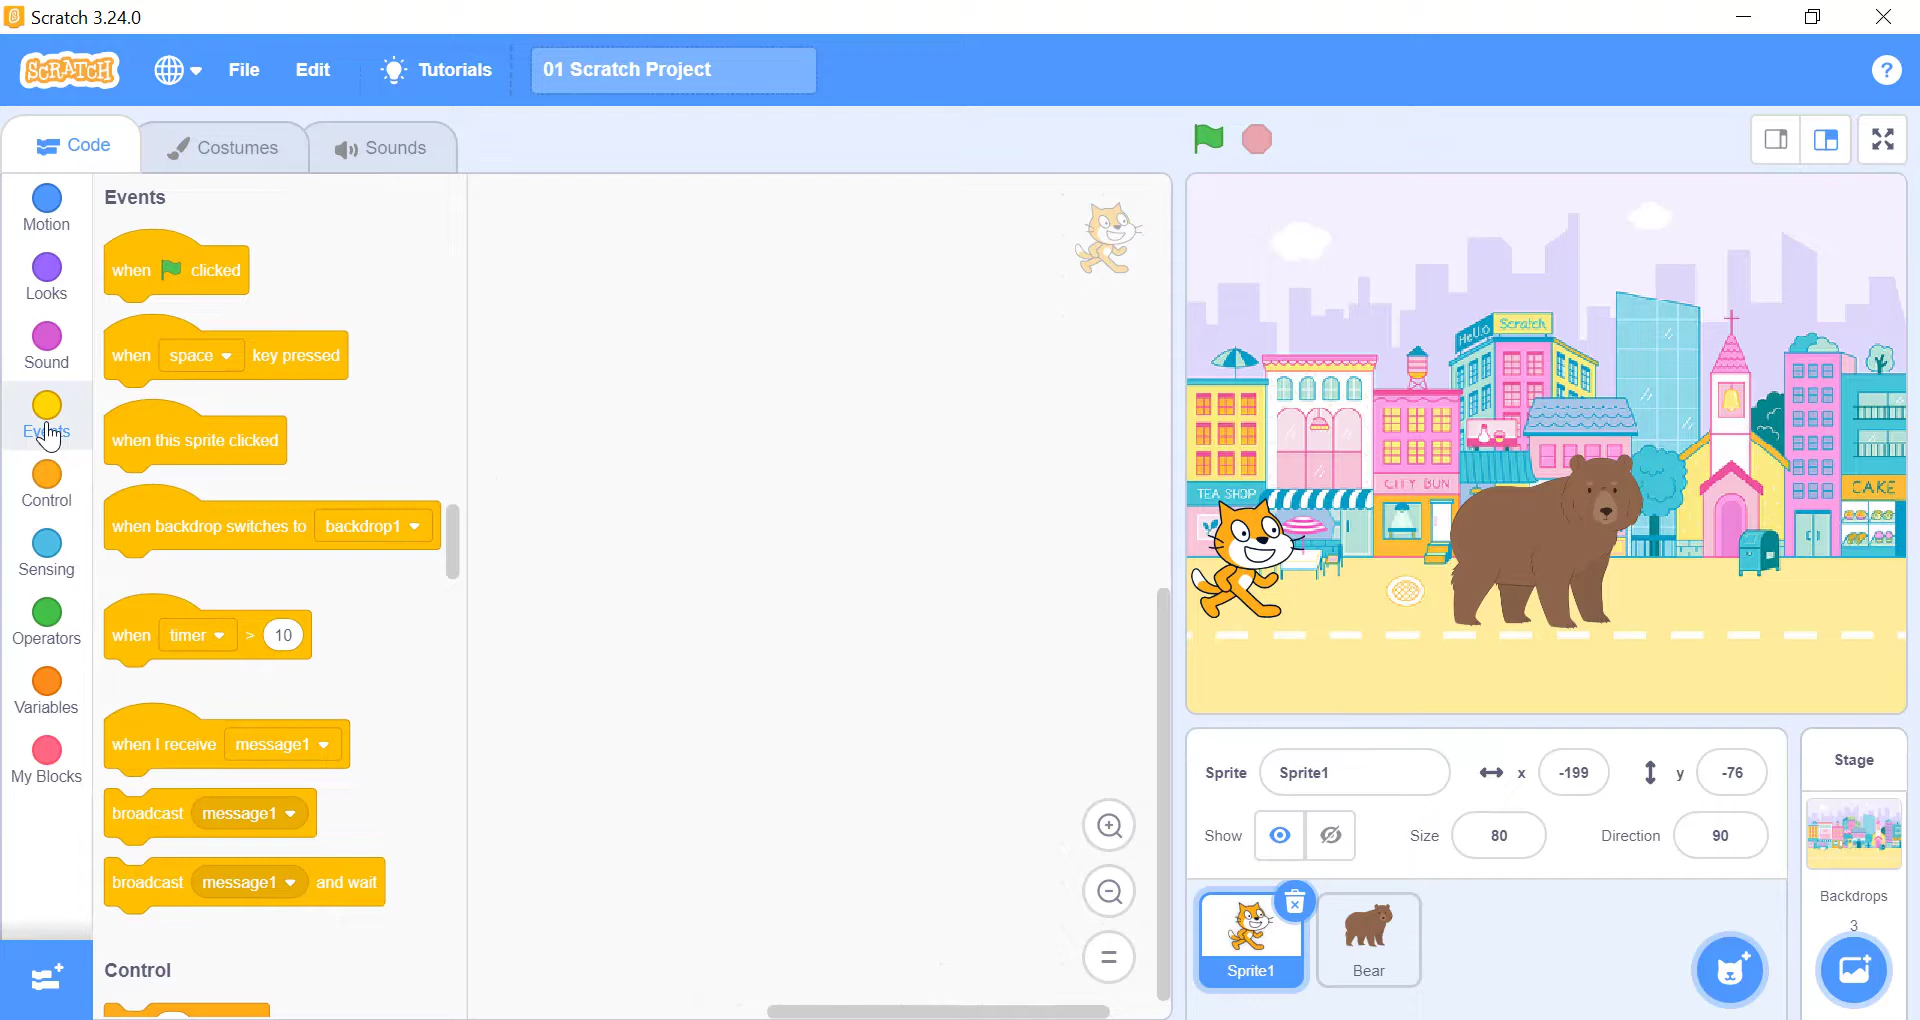 Scratch 3.24.0
SCRATCH
File
Edit
Tutorials
01 Scratch Project
?
Code
Costumes
Sounds
Motion
Looks
Sound
Events
Control
Sensing
Operators
Variables
My Blocks
Events
when clicked
when space key pressed
when this sprite clicked
when backdrop switches to backdrop1
when timer > 10
when I receive message1
broadcast message1
broadcast message1 and wait
Control
Hello Scratch
TEA SHOP
CITY BUN
CAKE
Sprite Sprite1 x -199 y -76
Show Size 80 Direction 90
Sprite1
Bear
Stage
Backdrops
3